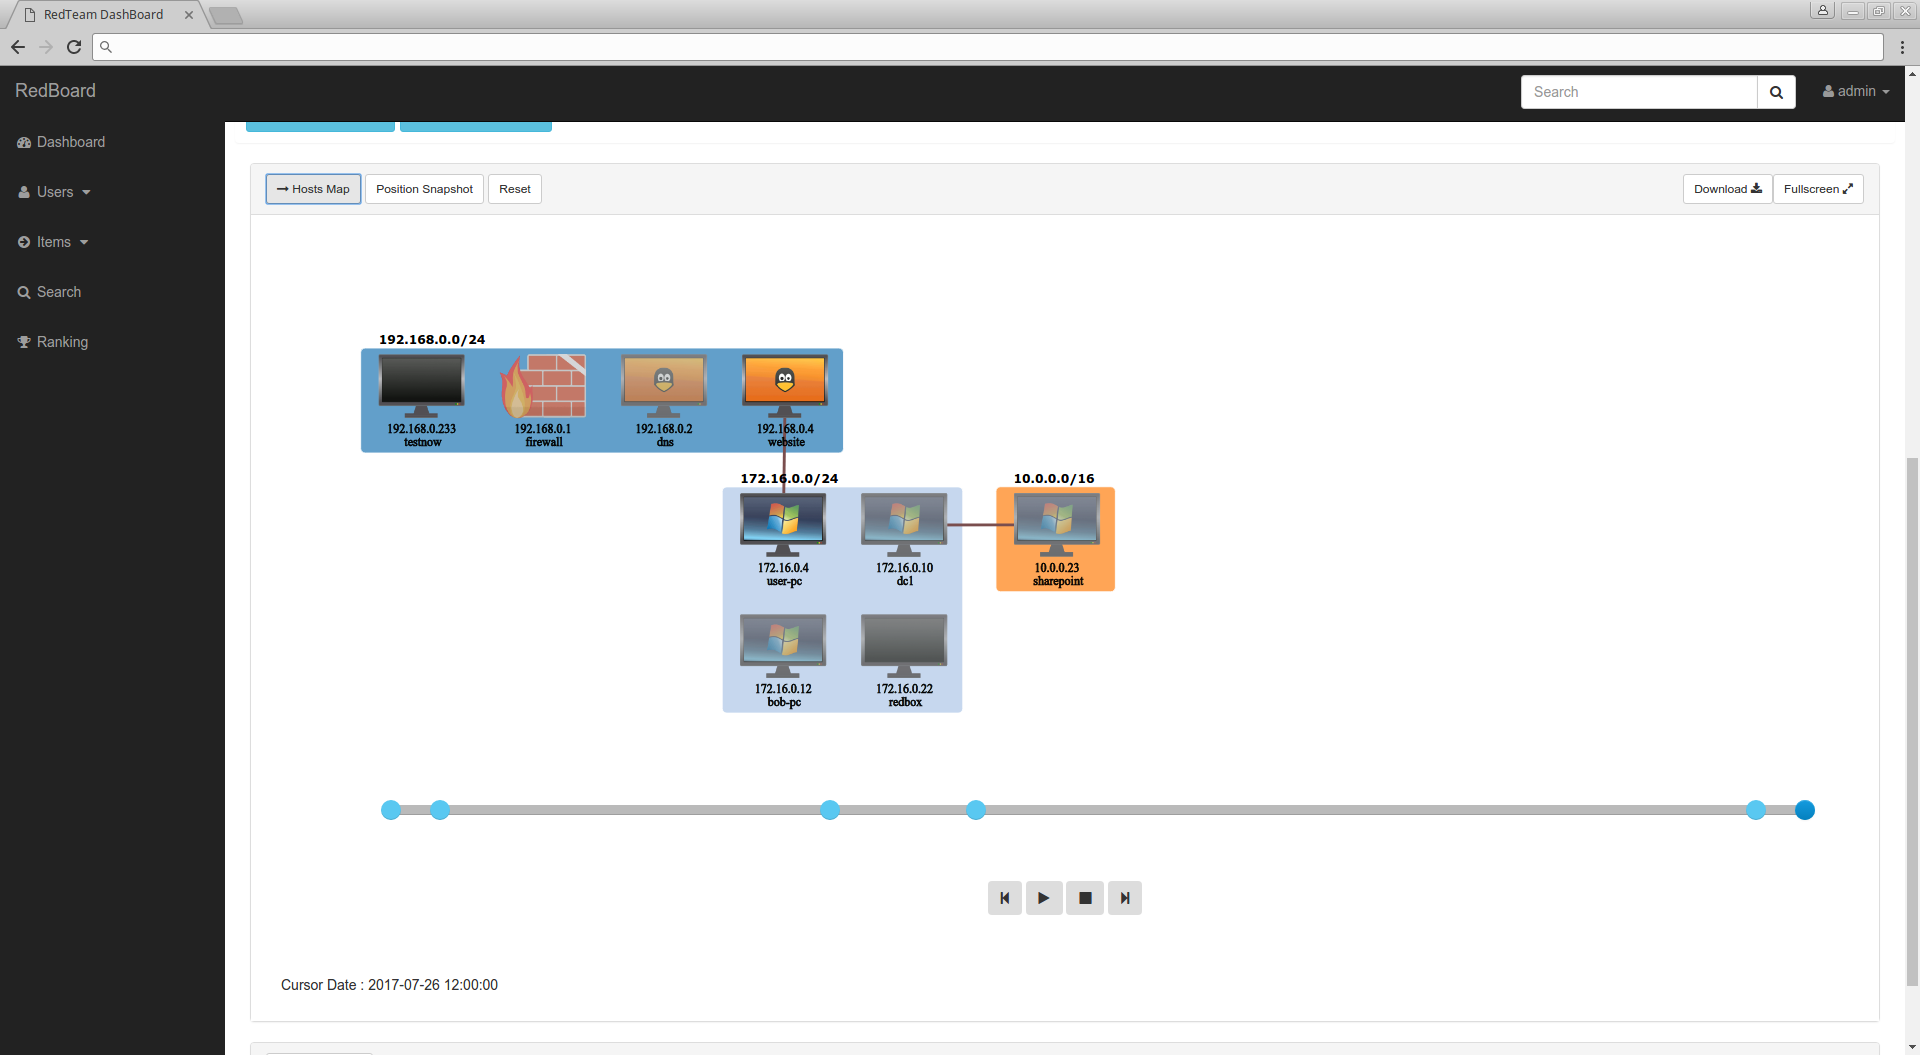 RedTeam DashBoard
RedBoard
Search
admin
Dashboard
Users
Items
Search
Ranking
Hosts Map
Position Snapshot
Reset
Download
Fullscreen
192.168.0.0/24
192.168.0.233
testnow
192.168.0.1
firewall
192.168.0.2
dns
192.168.0.4
website
172.16.0.0/24
10.0.0.0/16
172.16.0.4
user-pc
172.16.0.10
dc1
10.0.0.23
sharepoint
172.16.0.12
bob-pc
172.16.0.22
redbox
Cursor Date : 2017-07-26 12:00:00